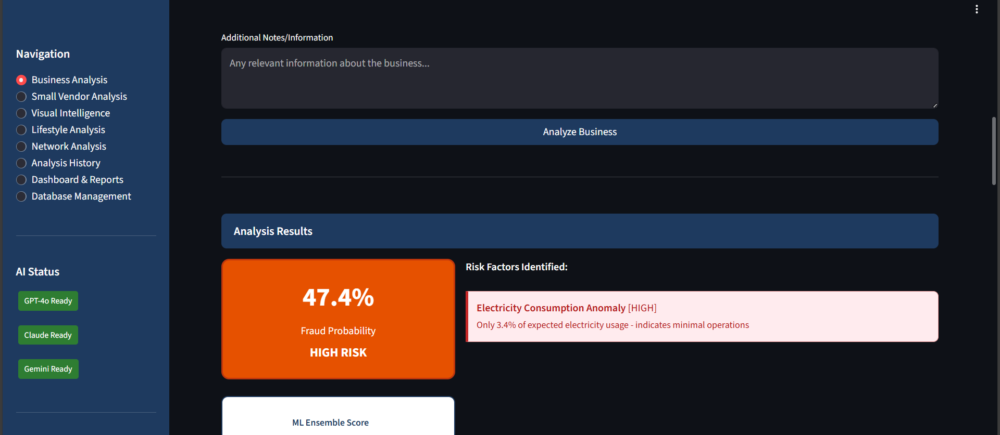 Navigation
Business Analysis
Small Vendor Analysis
Visual Intelligence
Lifestyle Analysis
Network Analysis
Analysis History
Dashboard & Reports
Database Management
AI Status
GPT-4o Ready
Claude Ready
Gemini Ready
Additional Notes/Information
Any relevant information about the business...
Analyze Business
Analysis Results
47.4%
Fraud Probability
HIGH RISK
Risk Factors Identified:
Electricity Consumption Anomaly [HIGH]
Only 3.4% of expected electricity usage - indicates minimal operations
ML Ensemble Score